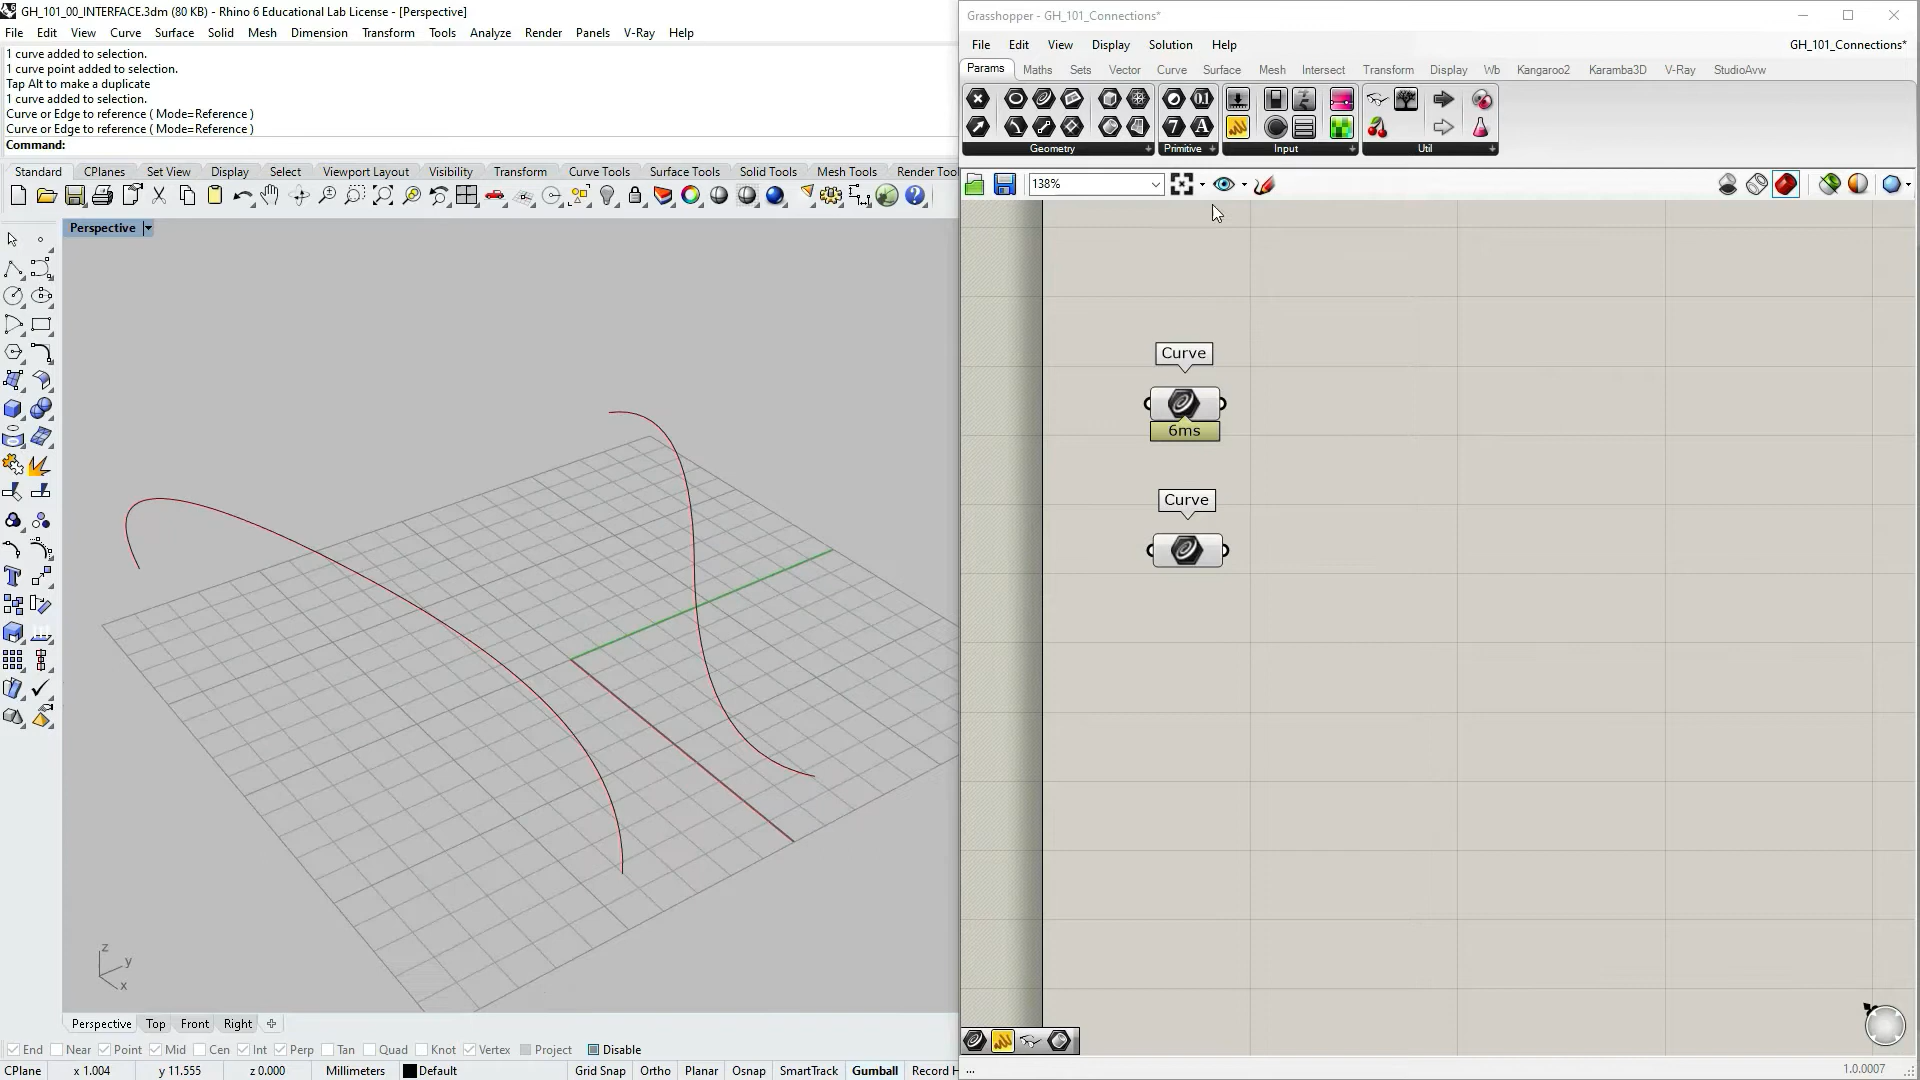 GH_101_00_INTERFACE.3dm (80 KB) - Rhino 6 Educational Lab License - [Perspective]
File Edit View Curve Surface Solid Mesh Dimension Transform Tools Analyze Render Panels V-Ray Help
1 curve added to selection.
1 curve point added to selection.
Tap Alt to make a duplicate
1 curve added to selection.
Curve or Edge to reference ( Mode=Reference )
Curve or Edge to reference ( Mode=Reference )
Command:
Standard CPlanes Set View Display Select Viewport Layout Visibility Transform Curve Tools Surface Tools Solid Tools Mesh Tools Render Too
Perspective
z
y
x
Perspective Top Front Right
End Near Point Mid Cen Int Perp Tan Quad Knot Vertex Project Disable
CPlane x 1.004 y 11.555 z 0.000 Millimeters Default Grid Snap Ortho Planar Osnap SmartTrack Gumball Record H
Grasshopper - GH_101_Connections*
File Edit View Display Solution Help GH_101_Connections*
Params Maths Sets Vector Curve Surface Mesh Intersect Transform Display Wb Kangaroo2 Karamba3D V-Ray StudioAvw
Geometry Primitive Input Util
138%
Curve
6ms
Curve
... 1.0.0007